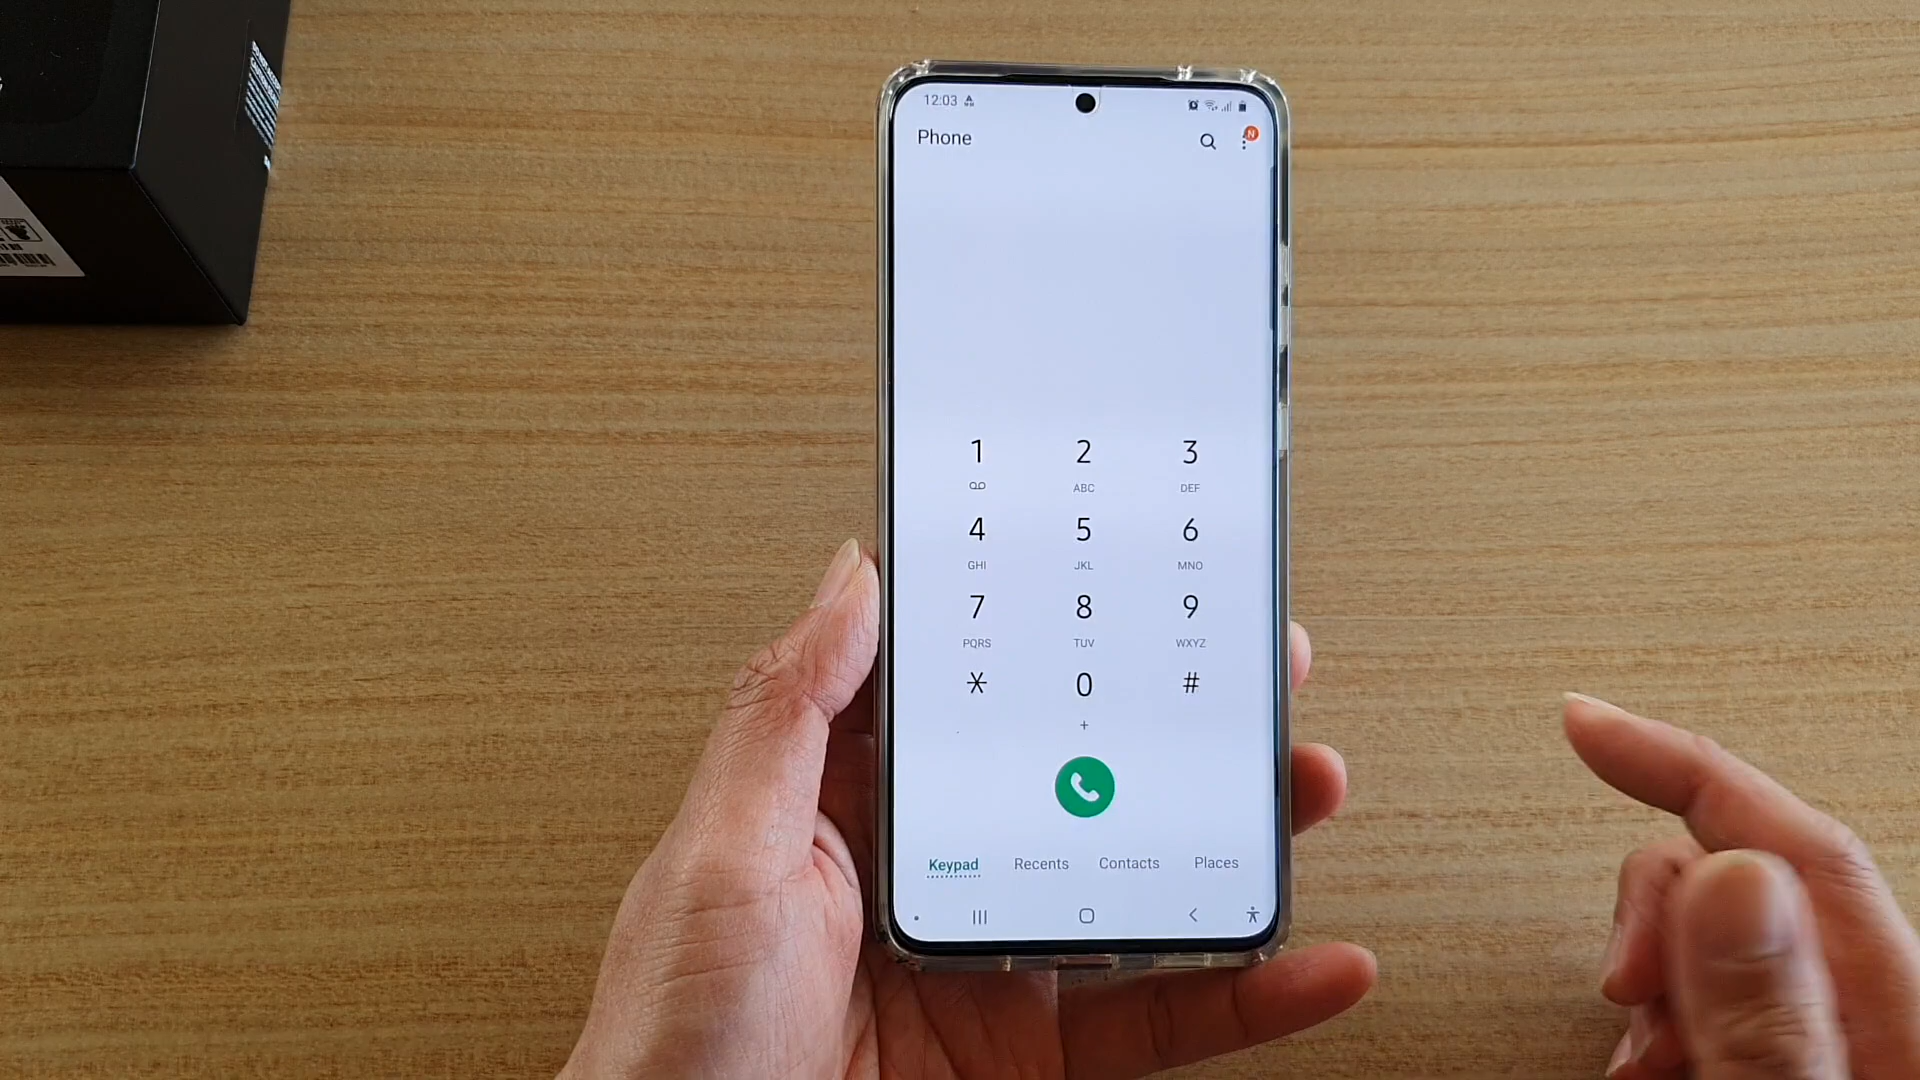 12:03
Phone
N
1 2 3
ABC DEF
4 5 6
GHI JKL MNO
7 8 9
PQRS TUV WXYZ
* 0 #
+
Keypad Recents Contacts Places